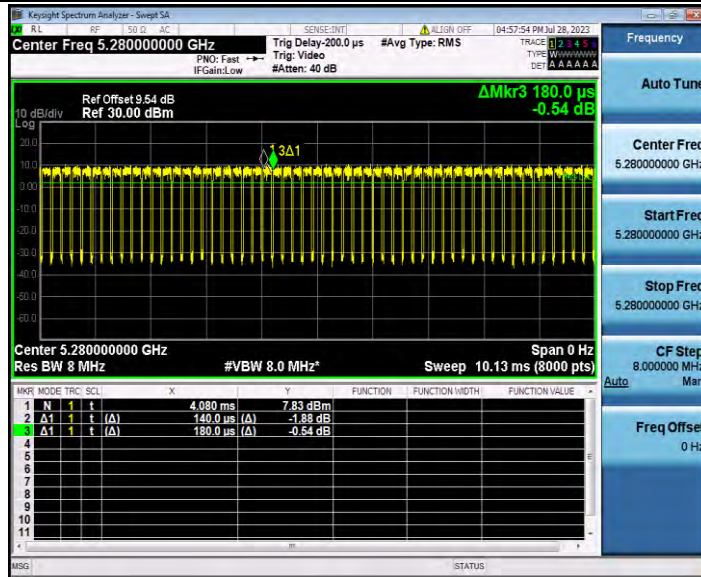 Keysight Spectrum Analyzer - Swept SA
RL RF 50 Ω AC SENSE:INT ALIGN OFF 04:57:54 PM Jul 28, 2023
Center Freq 5.280000000 GHz
PNO: Fast
IFGain:Low
Trig Delay-200.0 µs
Trig: Video
#Atten: 40 dB
#Avg Type: RMS
TRACE 1 2 3 4 5 6
TYPE W
DET A A A A A A
Ref Offset 9.54 dB
10 dB/div Ref 30.00 dBm
Log
ΔMkr3 180.0 µs
-0.54 dB
20.0
10.0
0.00
-10.0
-20.0
-30.0
-40.0
-50.0
-60.0
3Δ1
Center 5.280000000 GHz Span 0 Hz
Res BW 8 MHz #VBW 8.0 MHz* Sweep 10.13 ms (8000 pts)
MKR MODE TRC SCL X Y FUNCTION FUNCTION WIDTH FUNCTION VALUE
1 N 1 t 4.080 ms 7.83 dBm
2 Δ1 1 t (Δ) 140.0 µs (Δ) -1.88 dB
3 Δ1 1 t (Δ) 180.0 µs (Δ) -0.54 dB
4
5
6
7
8
9
10
11
MSG STATUS
Frequency
Auto Tune
Center Freq
5.280000000 GHz
Start Freq
5.280000000 GHz
Stop Freq
5.280000000 GHz
CF Step
8.000000 MHz
Auto Man
Freq Offset
0 Hz